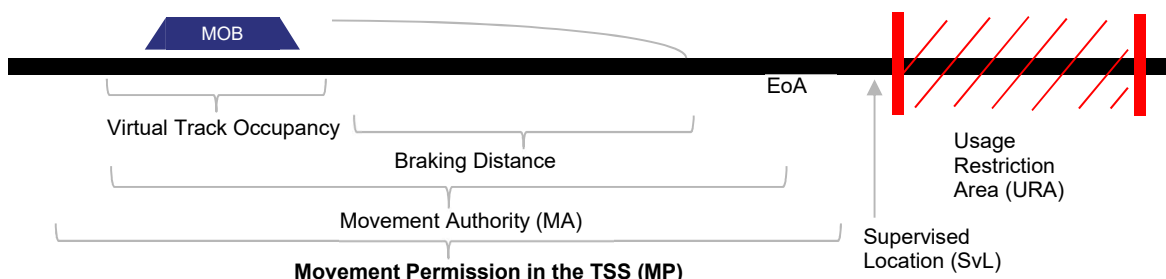 MOB
EoA
Virtual Track Occupancy
Braking Distance
Usage
Restriction
Area (URA)
Movement Authority (MA)
Supervised
Location (SvL)
Movement Permission in the TSS (MP)